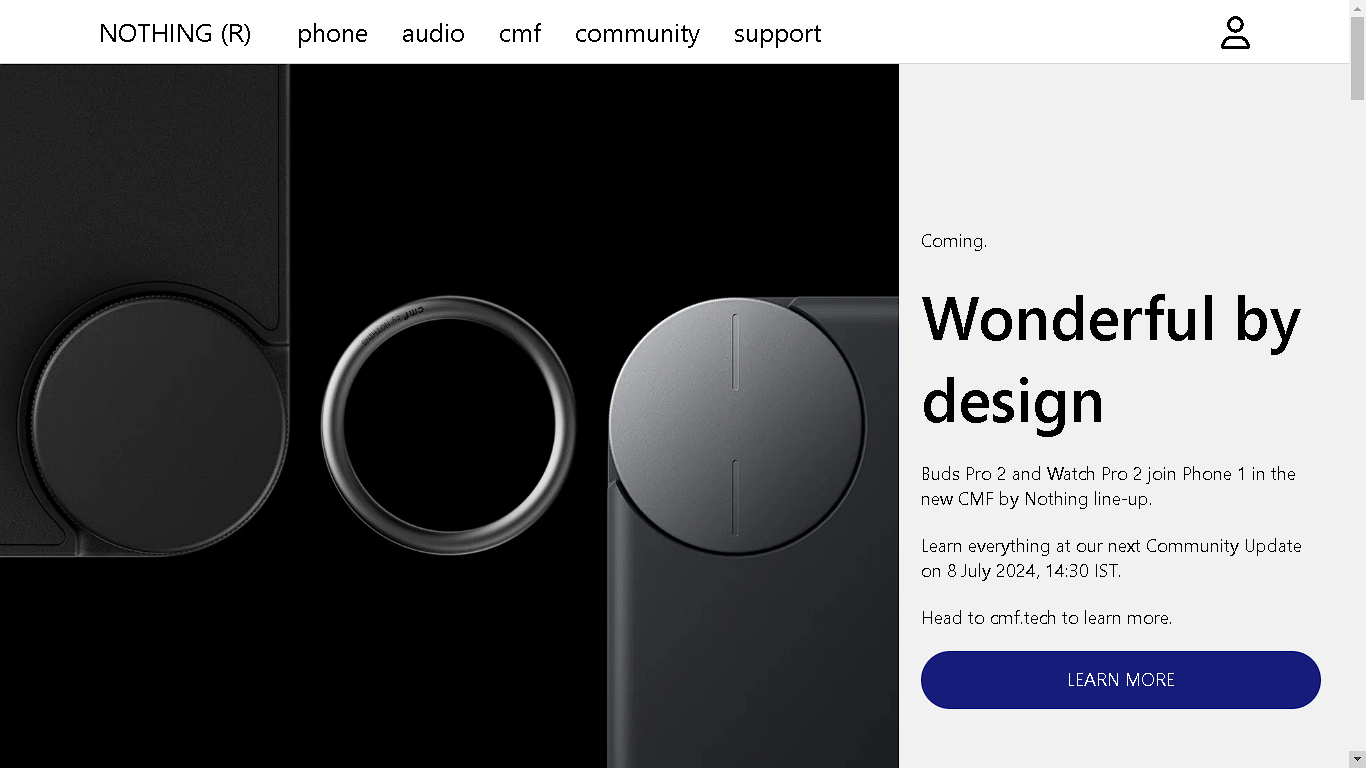 NOTHING (R) phone audio cmf community support
cmf by NOTHING
Coming.
Wonderful by
design
Buds Pro 2 and Watch Pro 2 join Phone 1 in the
new CMF by Nothing line-up.
Learn everything at our next Community Update
on 8 July 2024, 14:30 IST.
Head to cmf.tech to learn more.
LEARN MORE